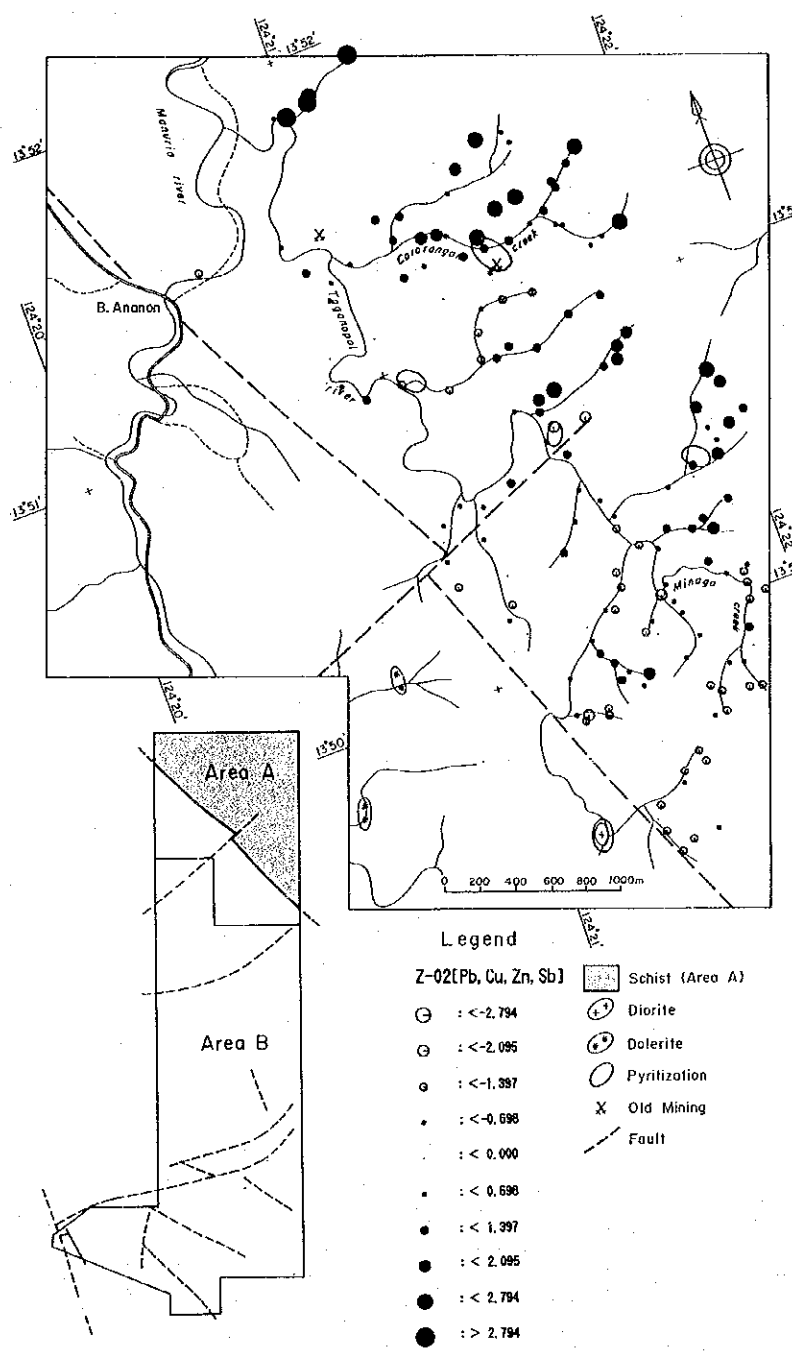 124°21'
13°52'
124°22'
13°52'
Manuria
river
Cororangan
Creek
B. Ananon
124°20'
Taganopol
river
13°51'
124°22'
Minaga
creek
124°20'
13°50'
Area A
0 200 400 600 800 1000m
124°21'
Legend
Z-02[Pb, Cu, Zn, Sb]
: <-2.794
: <-2.095
: <-1.397
: <-0.698
: < 0.000
: < 0.698
: < 1.397
: < 2.095
: < 2.794
: > 2.794
Schist (Area A)
Diorite
Dolerite
Pyritization
Old Mining
Fault
Area B